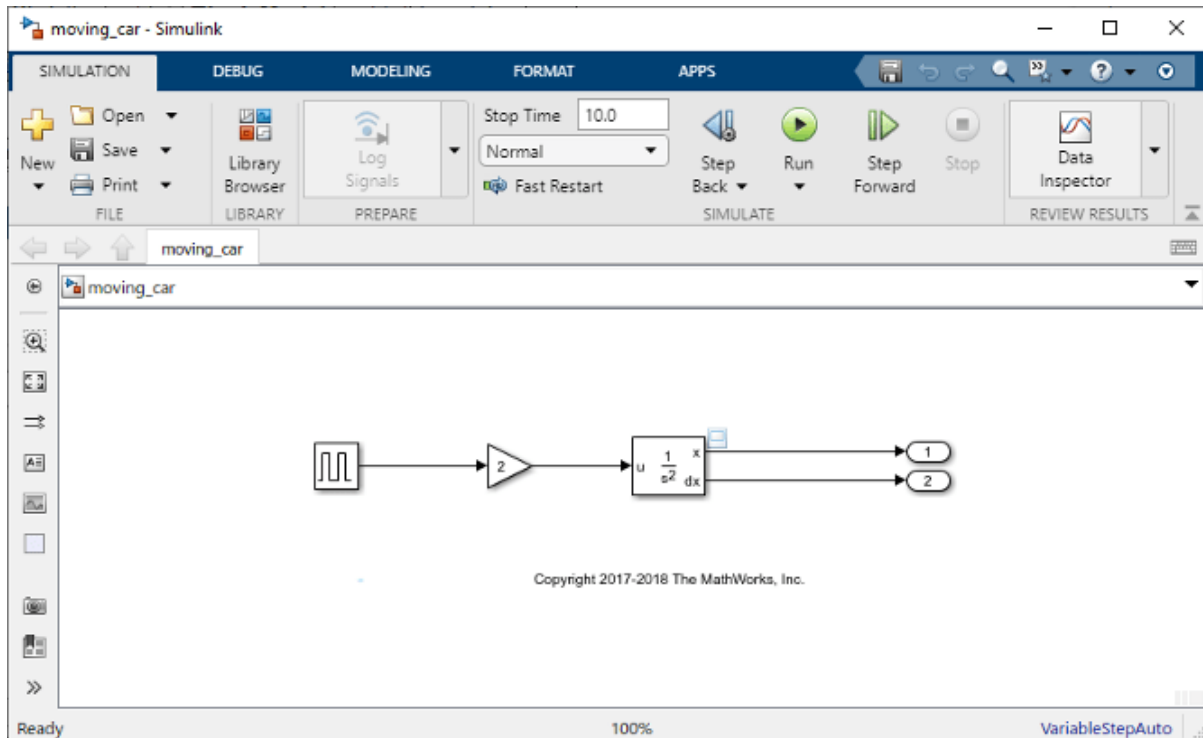 moving_car - Simulink
SIMULATION DEBUG MODELING FORMAT APPS
New
Open
Save
Print
FILE
Library
Browser
LIBRARY
Log
Signals
PREPARE
Stop Time 10.0
Normal
Fast Restart
Step
Back
Run
Step
Forward
Stop
SIMULATE
Data
Inspector
REVIEW RESULTS
moving_car
moving_car
2
u 1 x
s2 dx
1
2
Copyright 2017-2018 The MathWorks, Inc.
Ready 100% VariableStepAuto